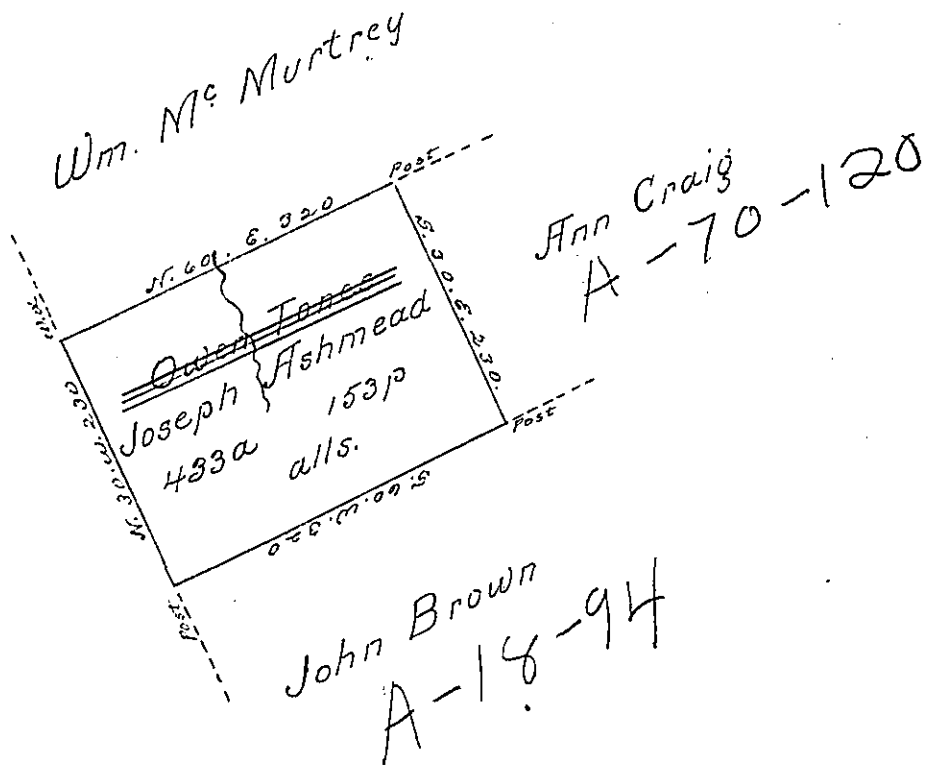 Wm. Mc Murtrey
Post
N. 60. E. 320
Ann Craig
A-70-120
S. 30. E. 230.
Owen Jones
Joseph Ashmead
433a 153p
alls.
Post
N. 30. W. 230
S. 60. W. 320
Post
John Brown
A-18-94